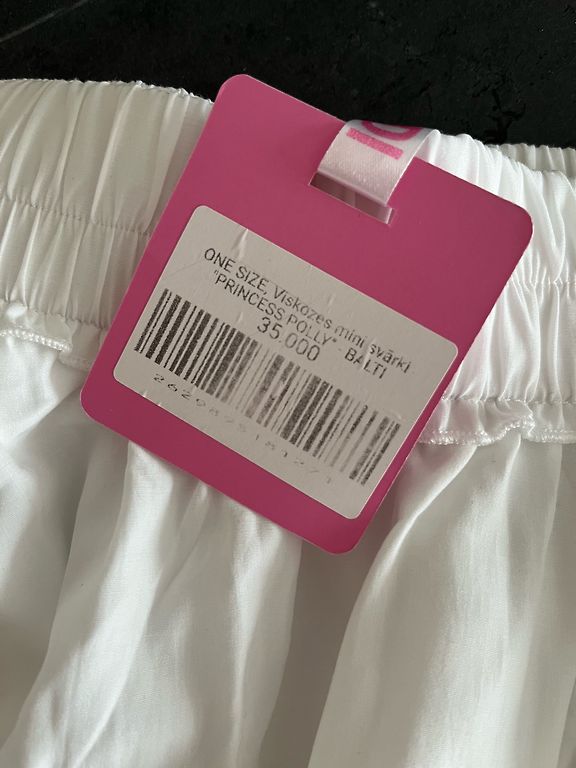 ONE SIZE, Viskozes mini svārki
"PRINCESS POLLY" - BALTI
35.000